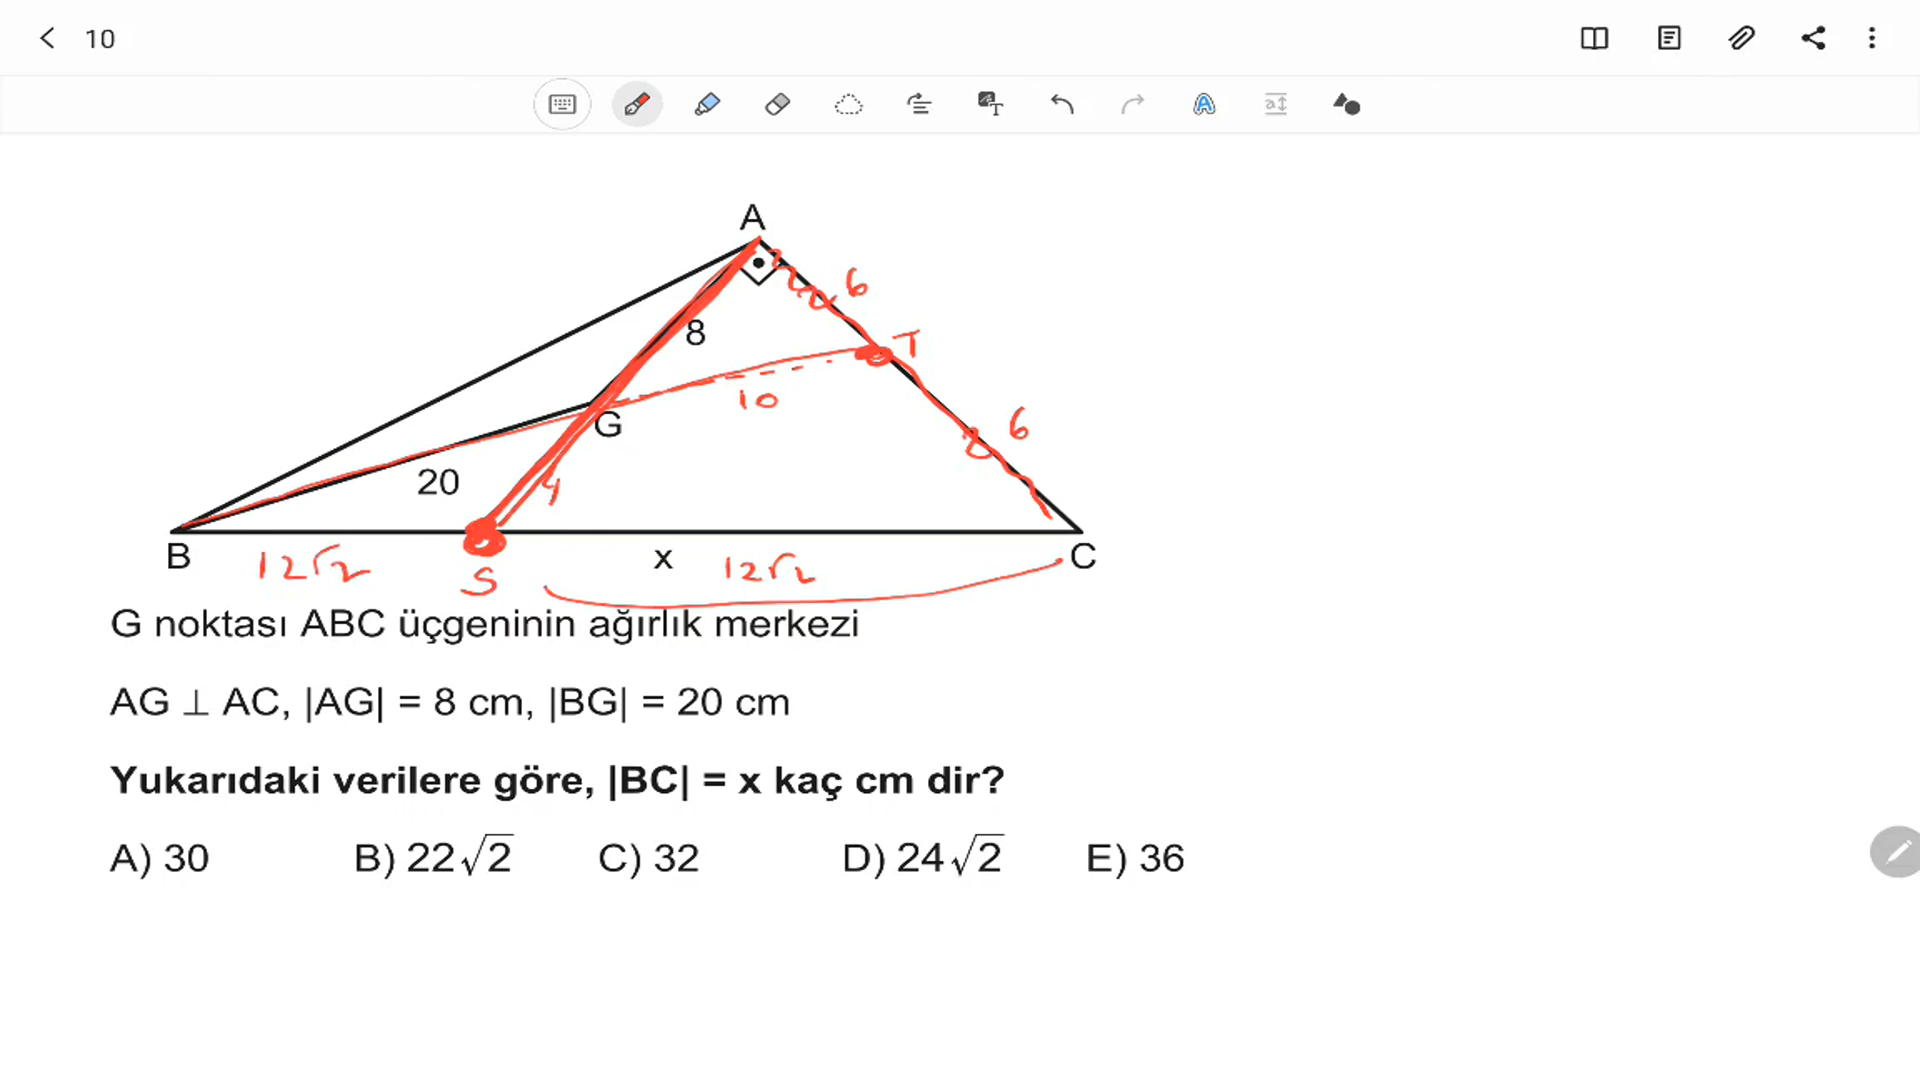 10
A
6
8
T
10
G
6
20
4
B
12√2
S
x
12√2
C
G noktası ABC üçgeninin ağırlık merkezi
AG ⊥ AC, |AG| = 8 cm, |BG| = 20 cm
Yukarıdaki verilere göre, |BC| = x kaç cm dir?
A) 30 B) 22√2 C) 32 D) 24√2 E) 36